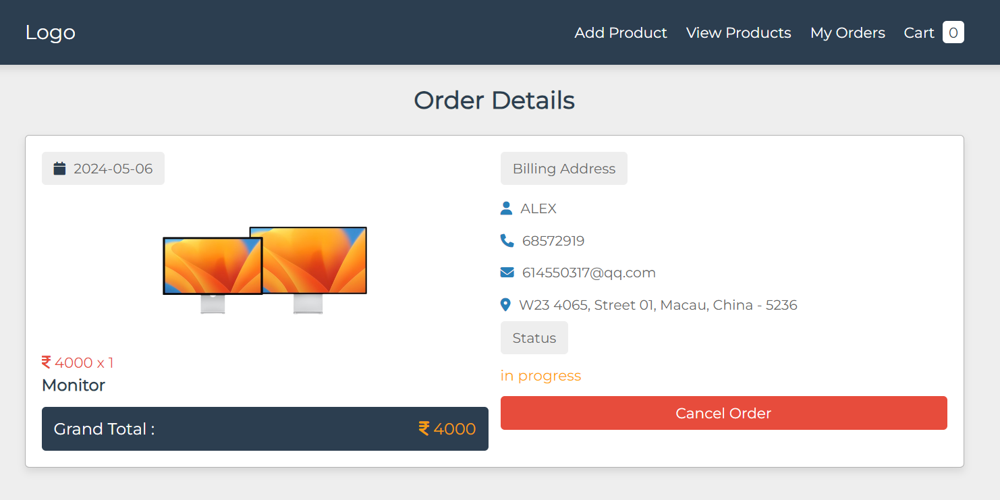 Logo
Add Product
View Products
My Orders
Cart 0
Order Details
2024-05-06
₹ 4000 x 1
Monitor
Grand Total : ₹ 4000
Billing Address
ALEX
68572919
614550317@qq.com
W23 4065, Street 01, Macau, China - 5236
Status
in progress
Cancel Order